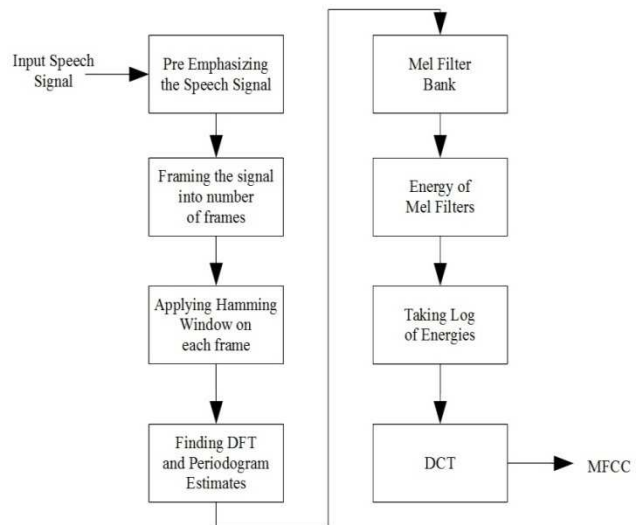 Input Speech
Signal
Pre Emphasizing
the Speech Signal
Framing the signal
into number
of frames
Applying Hamming
Window on
each frame
Finding DFT
and Periodogram
Estimates
Mel Filter
Bank
Energy of
Mel Filters
Taking Log
of Energies
DCT
MFCC